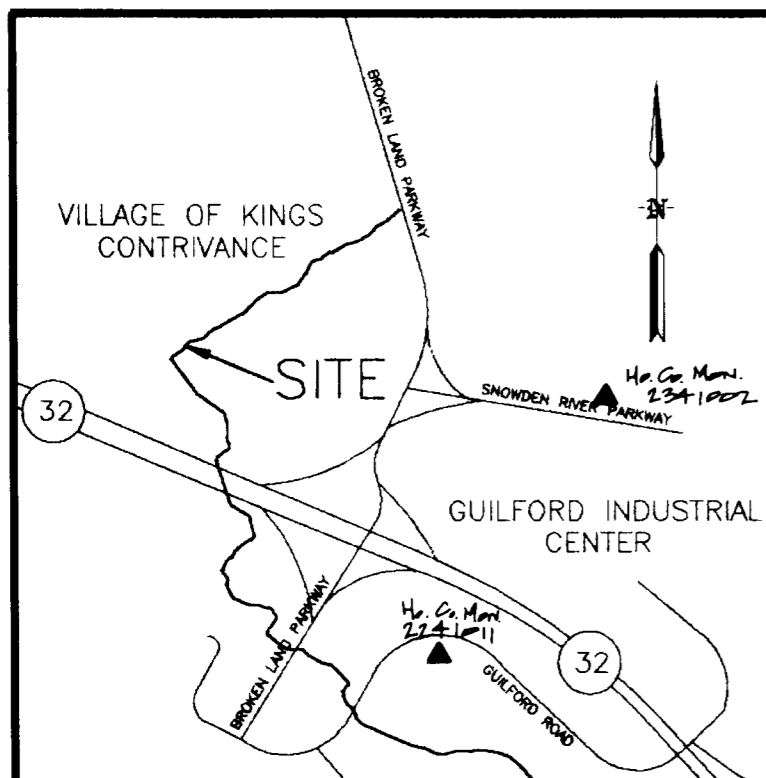 BROKEN LAND PARKWAY
VILLAGE OF KINGS
CONTRIVANCE
N
SITE
Ho. Co. Mon.
2341002
SNOWDEN RIVER PARKWAY
32
GUILFORD INDUSTRIAL
CENTER
BROKEN LAND PARKWAY
Ho. Co. Mon.
2241011
32
GUILFORD ROAD